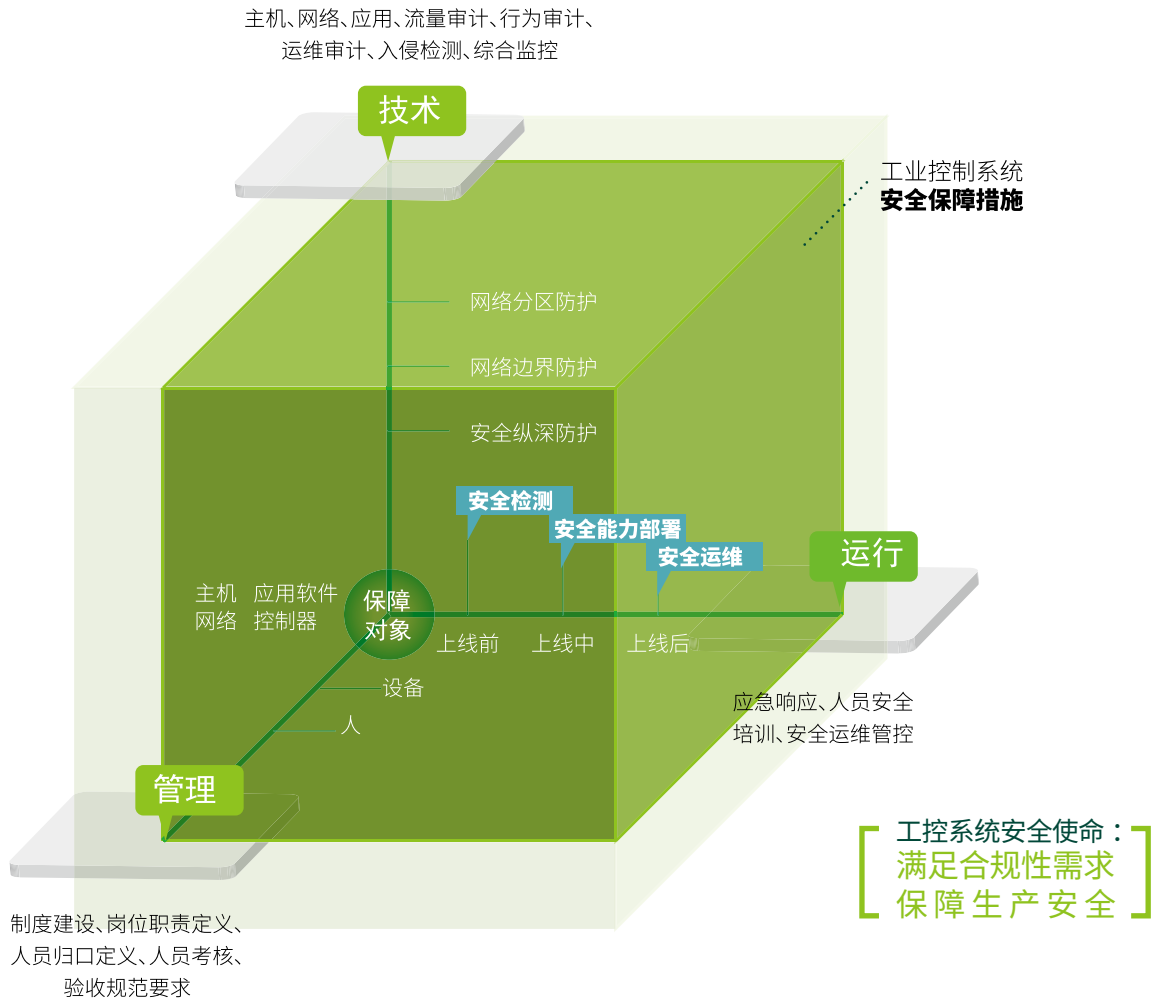 主机、网络、应用、流量审计、行为审计、
运维审计、入侵检测、综合监控
技术
工业控制系统
安全保障措施
网络分区防护
网络边界防护
安全纵深防护
安全检测
安全能力部署
安全运维
运行
主机 应用软件
网络 控制器
保障
对象
上线前 上线中 上线后
设备
人
应急响应、人员安全
培训、安全运维管控
管理
工控系统安全使命：
满足合规性需求
保障生产安全
制度建设、岗位职责定义、
人员归口定义、人员考核、
验收规范要求